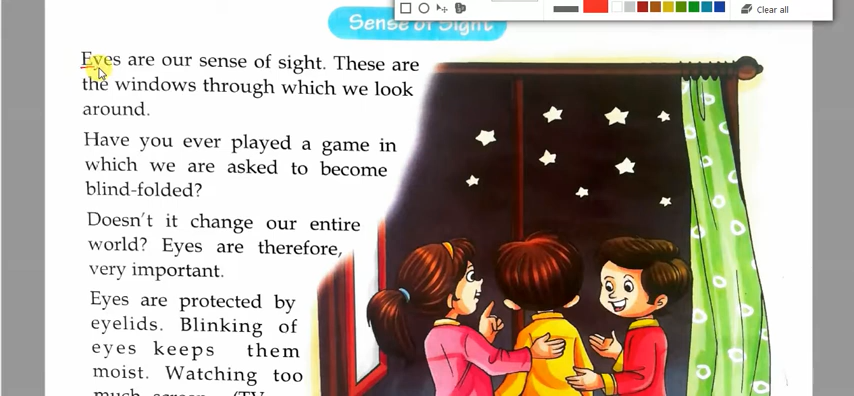 Clear all
Sense of Sight
Eyes are our sense of sight. These are
the windows through which we look
around.
Have you ever played a game in
which we are asked to become
blind-folded?
Doesn't it change our entire
world? Eyes are therefore,
very important.
Eyes are protected by
eyelids. Blinking of
eyes keeps them
moist. Watching too
much screen (TV